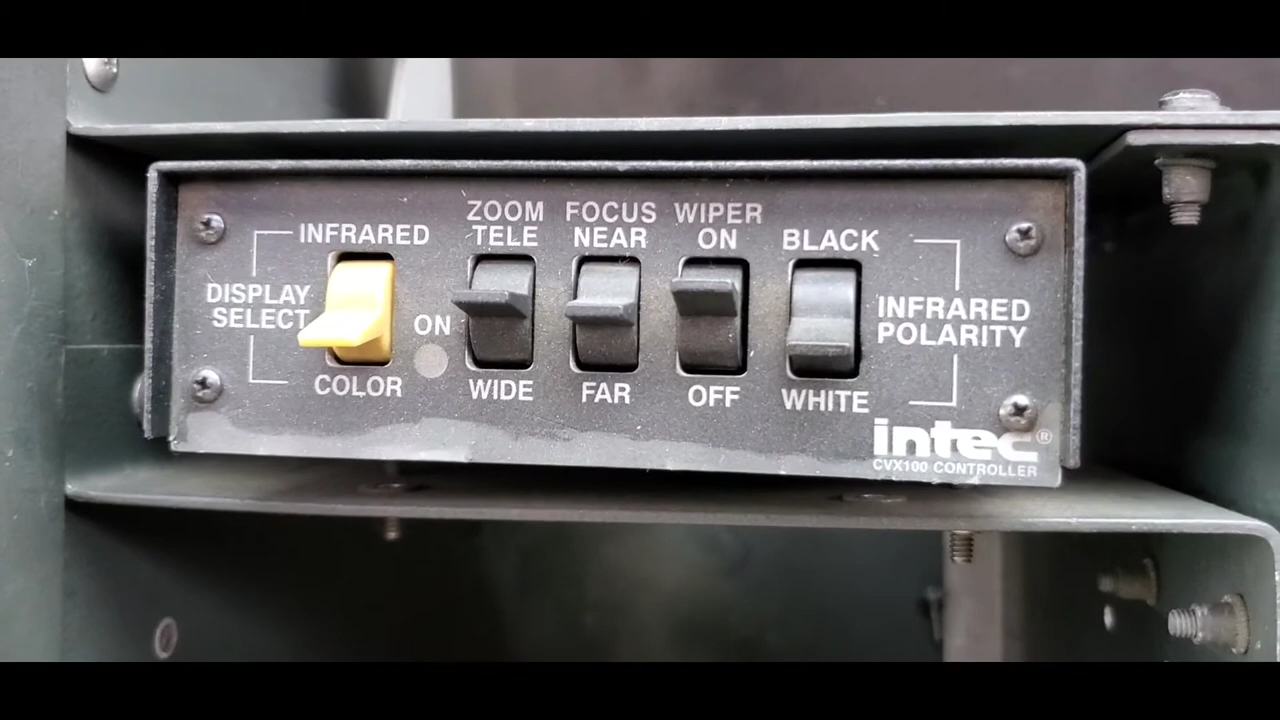 INFRARED
DISPLAY
SELECT
COLOR
ON
ZOOM
TELE
WIDE
FOCUS
NEAR
FAR
WIPER
ON
OFF
BLACK
WHITE
INFRARED
POLARITY
intec®
CVX100 CONTROLLER